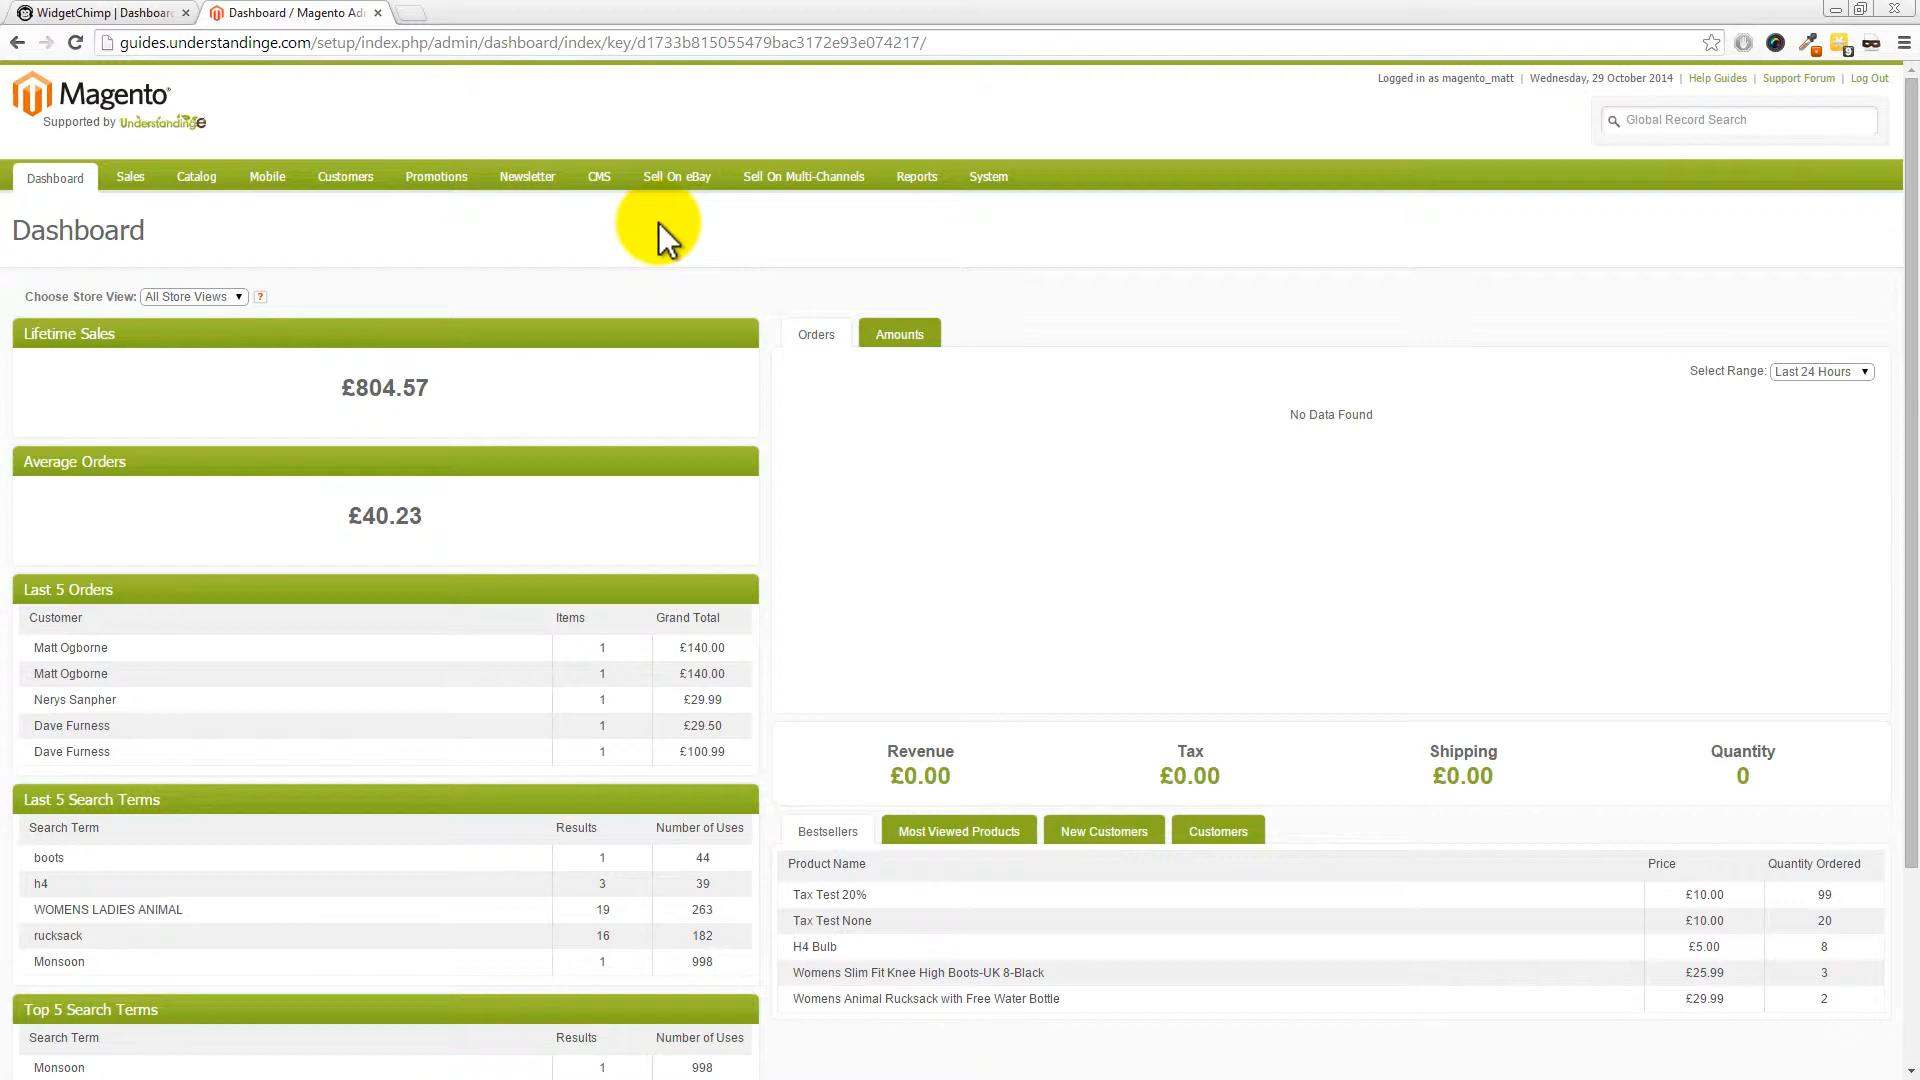 WidgetChimp | Dashboard
Dashboard / Magento Ad
guides.understandinge.com/setup/index.php/admin/dashboard/index/key/d1733b815055479bac3172e93e074217/
Logged in as magento_matt | Wednesday, 29 October 2014 | Help Guides | Support Forum | Log Out
Magento
Supported by Understandinge
Global Record Search
Dashboard Sales Catalog Mobile Customers Promotions Newsletter CMS Sell On eBay Sell On Multi-Channels Reports System
Dashboard
Choose Store View: All Store Views ?
Lifetime Sales
£804.57
Average Orders
£40.23
Last 5 Orders
Customer Items Grand Total
Matt Ogborne 1 £140.00
Matt Ogborne 1 £140.00
Nerys Sanpher 1 £29.99
Dave Furness 1 £29.50
Dave Furness 1 £100.99
Last 5 Search Terms
Search Term Results Number of Uses
boots 1 44
h4 3 39
WOMENS LADIES ANIMAL 19 263
rucksack 16 182
Monsoon 1 998
Top 5 Search Terms
Search Term Results Number of Uses
Monsoon 1 998
Orders Amounts
Select Range: Last 24 Hours
No Data Found
Revenue Tax Shipping Quantity
£0.00 £0.00 £0.00 0
Bestsellers Most Viewed Products New Customers Customers
Product Name Price Quantity Ordered
Tax Test 20% £10.00 99
Tax Test None £10.00 20
H4 Bulb £5.00 8
Womens Slim Fit Knee High Boots-UK 8-Black £25.99 3
Womens Animal Rucksack with Free Water Bottle £29.99 2